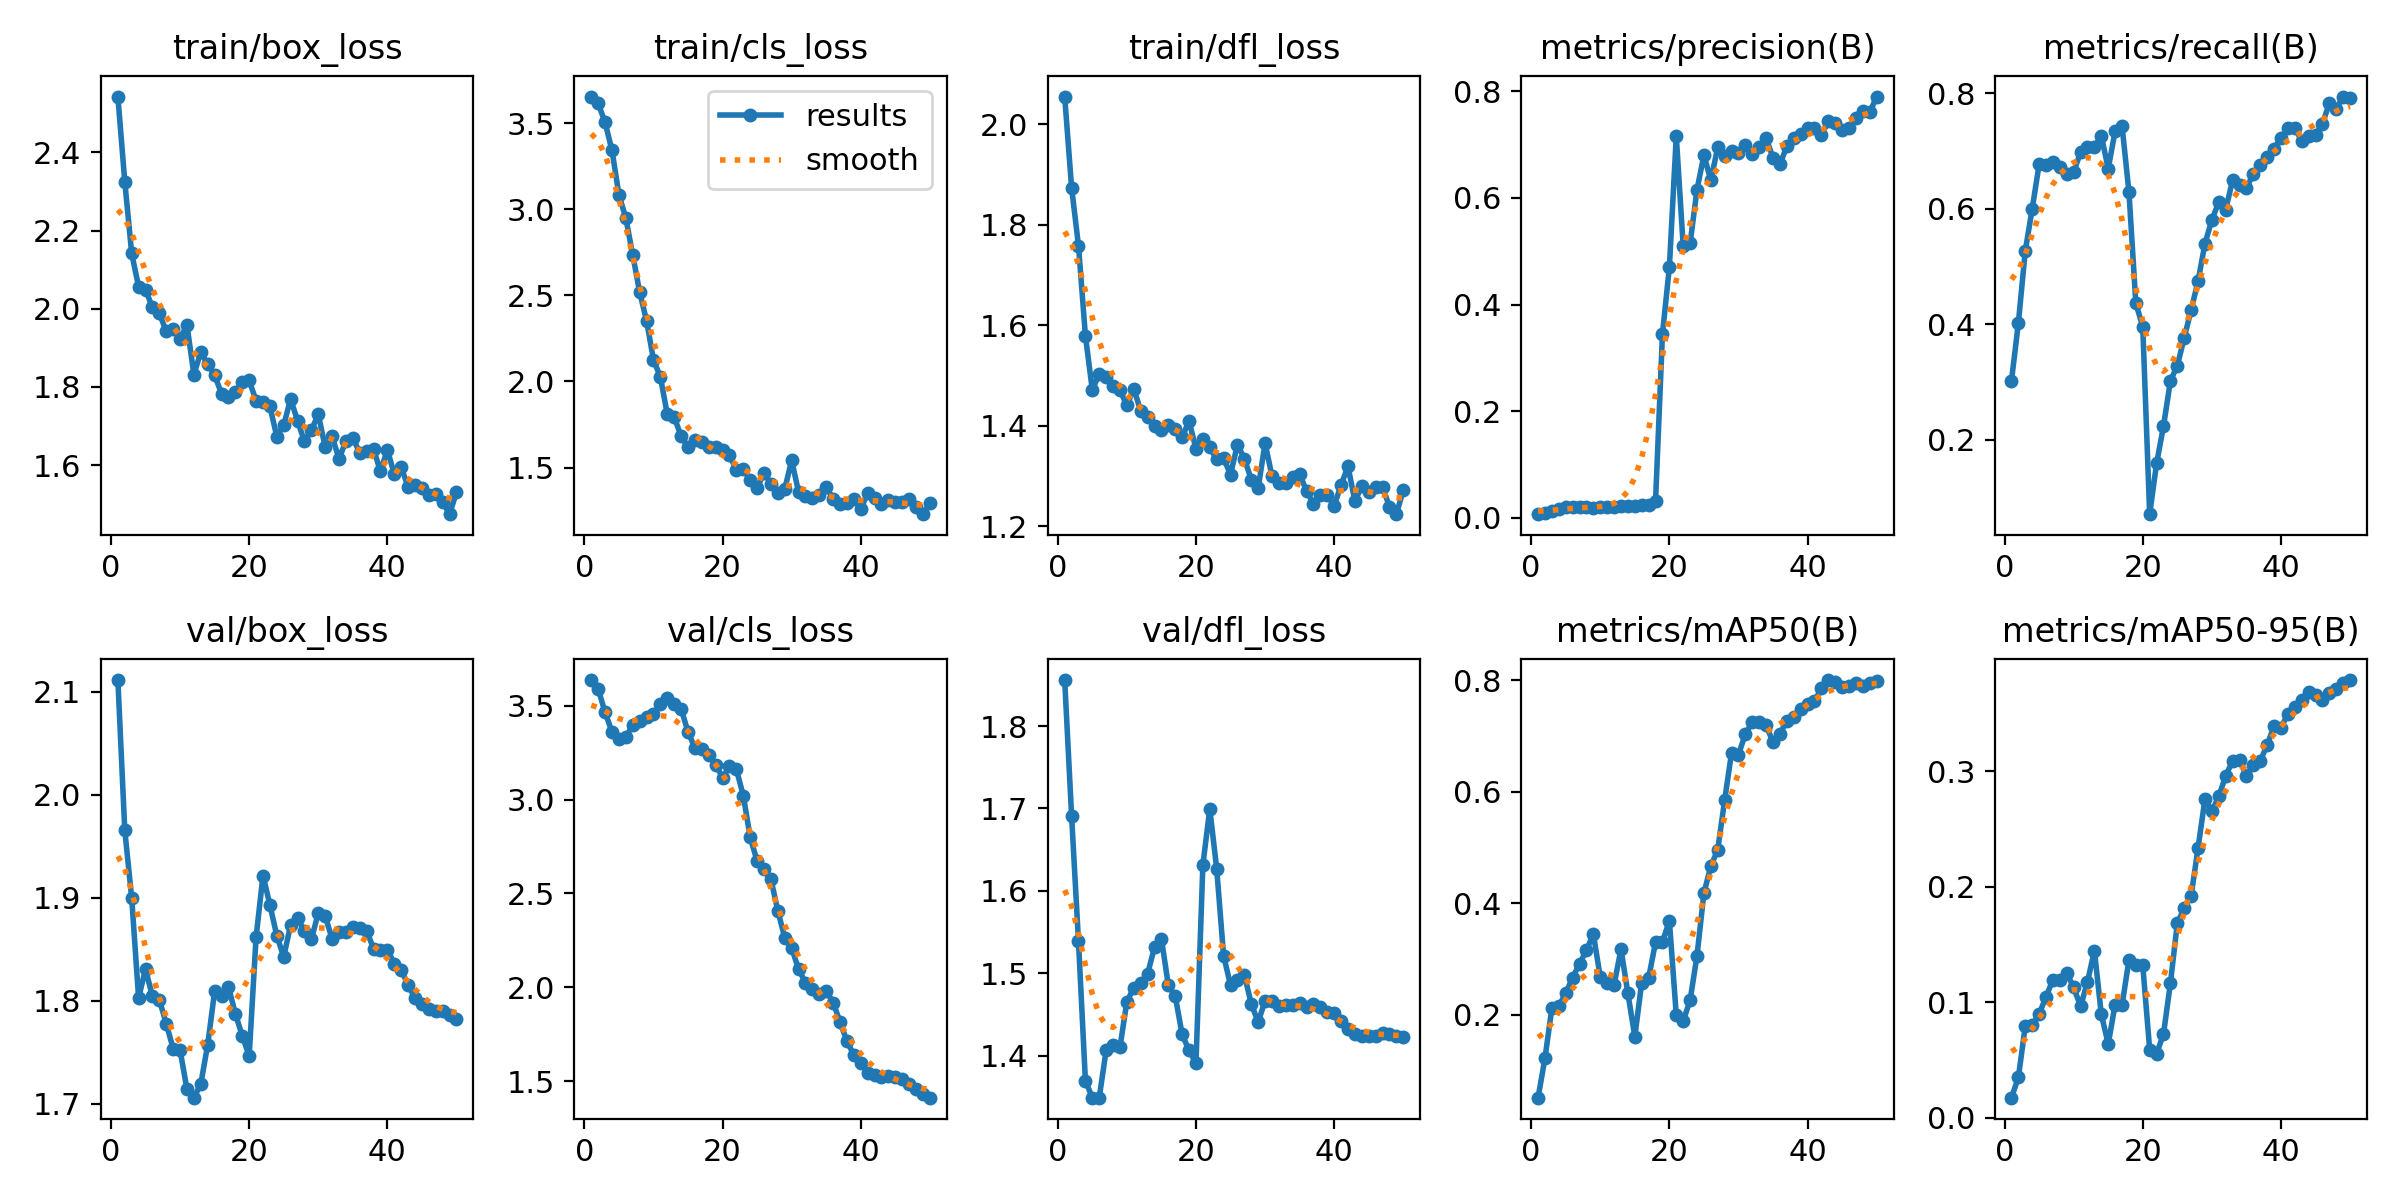 train/box_loss
2.4
2.2
2.0
1.8
1.6
0 20 40
train/cls_loss
results
smooth
3.5
3.0
2.5
2.0
1.5
0 20 40
train/dfl_loss
2.0
1.8
1.6
1.4
1.2
0 20 40
metrics/precision(B)
0.8
0.6
0.4
0.2
0.0
0 20 40
metrics/recall(B)
0.8
0.6
0.4
0.2
0 20 40
val/box_loss
2.1
2.0
1.9
1.8
1.7
0 20 40
val/cls_loss
3.5
3.0
2.5
2.0
1.5
0 20 40
val/dfl_loss
1.8
1.7
1.6
1.5
1.4
0 20 40
metrics/mAP50(B)
0.8
0.6
0.4
0.2
0 20 40
metrics/mAP50-95(B)
0.3
0.2
0.1
0.0
0 20 40